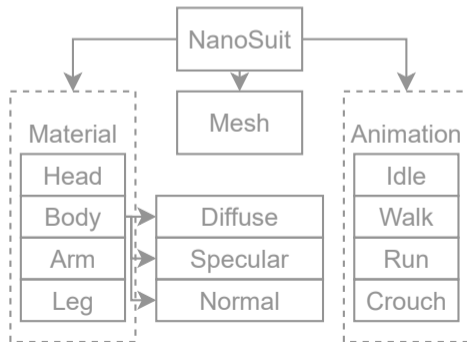 NanoSuit
Mesh
Material
Head
Body
Arm
Leg
Diffuse
Specular
Normal
Animation
Idle
Walk
Run
Crouch